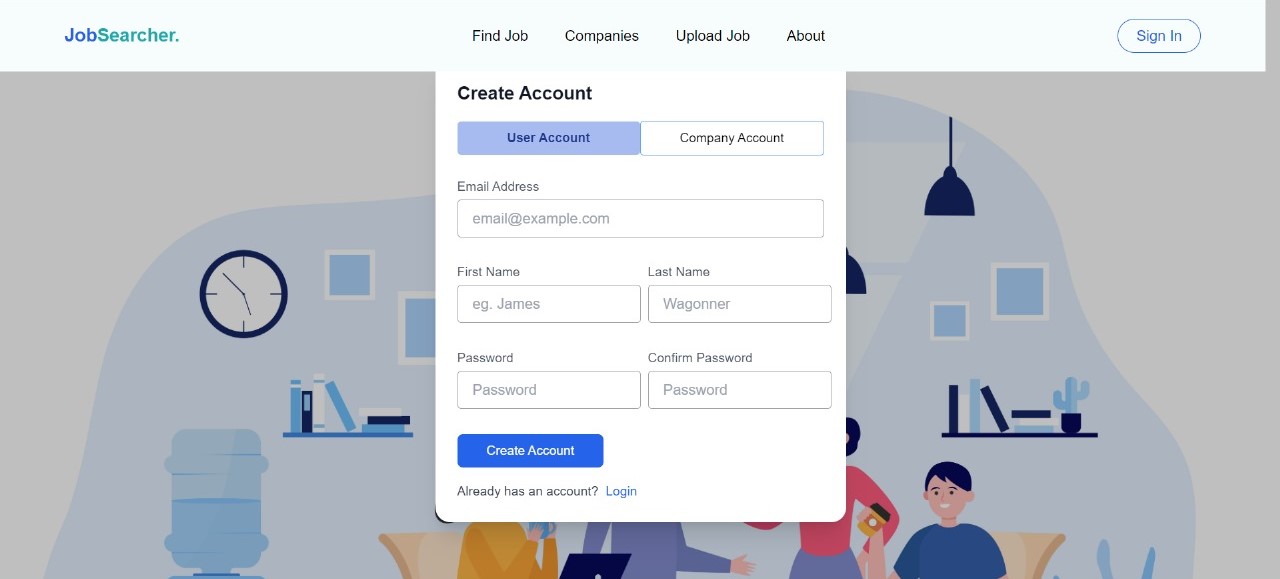 JobSearcher. Find Job Companies Upload Job About Sign In
Create Account
User Account Company Account
Email Address
email@example.com
First Name Last Name
eg. James Wagonner
Password Confirm Password
Password Password
Create Account
Already has an account? Login